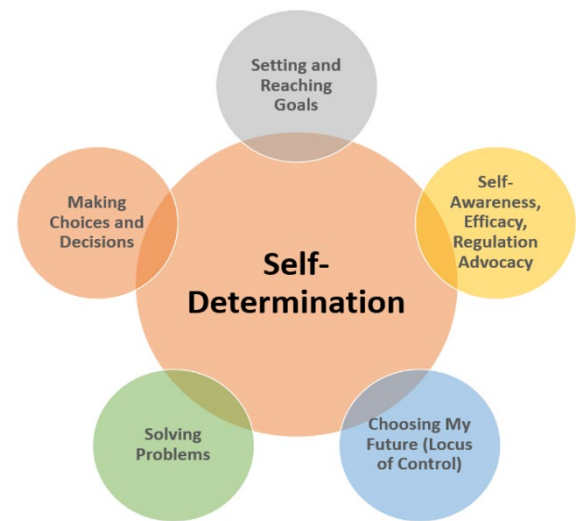 Setting and
Reaching
Goals
Self-
Awareness,
Efficacy,
Regulation
Advocacy
Making
Choices and
Decisions
Self-
Determination
Choosing My
Future (Locus
of Control)
Solving
Problems